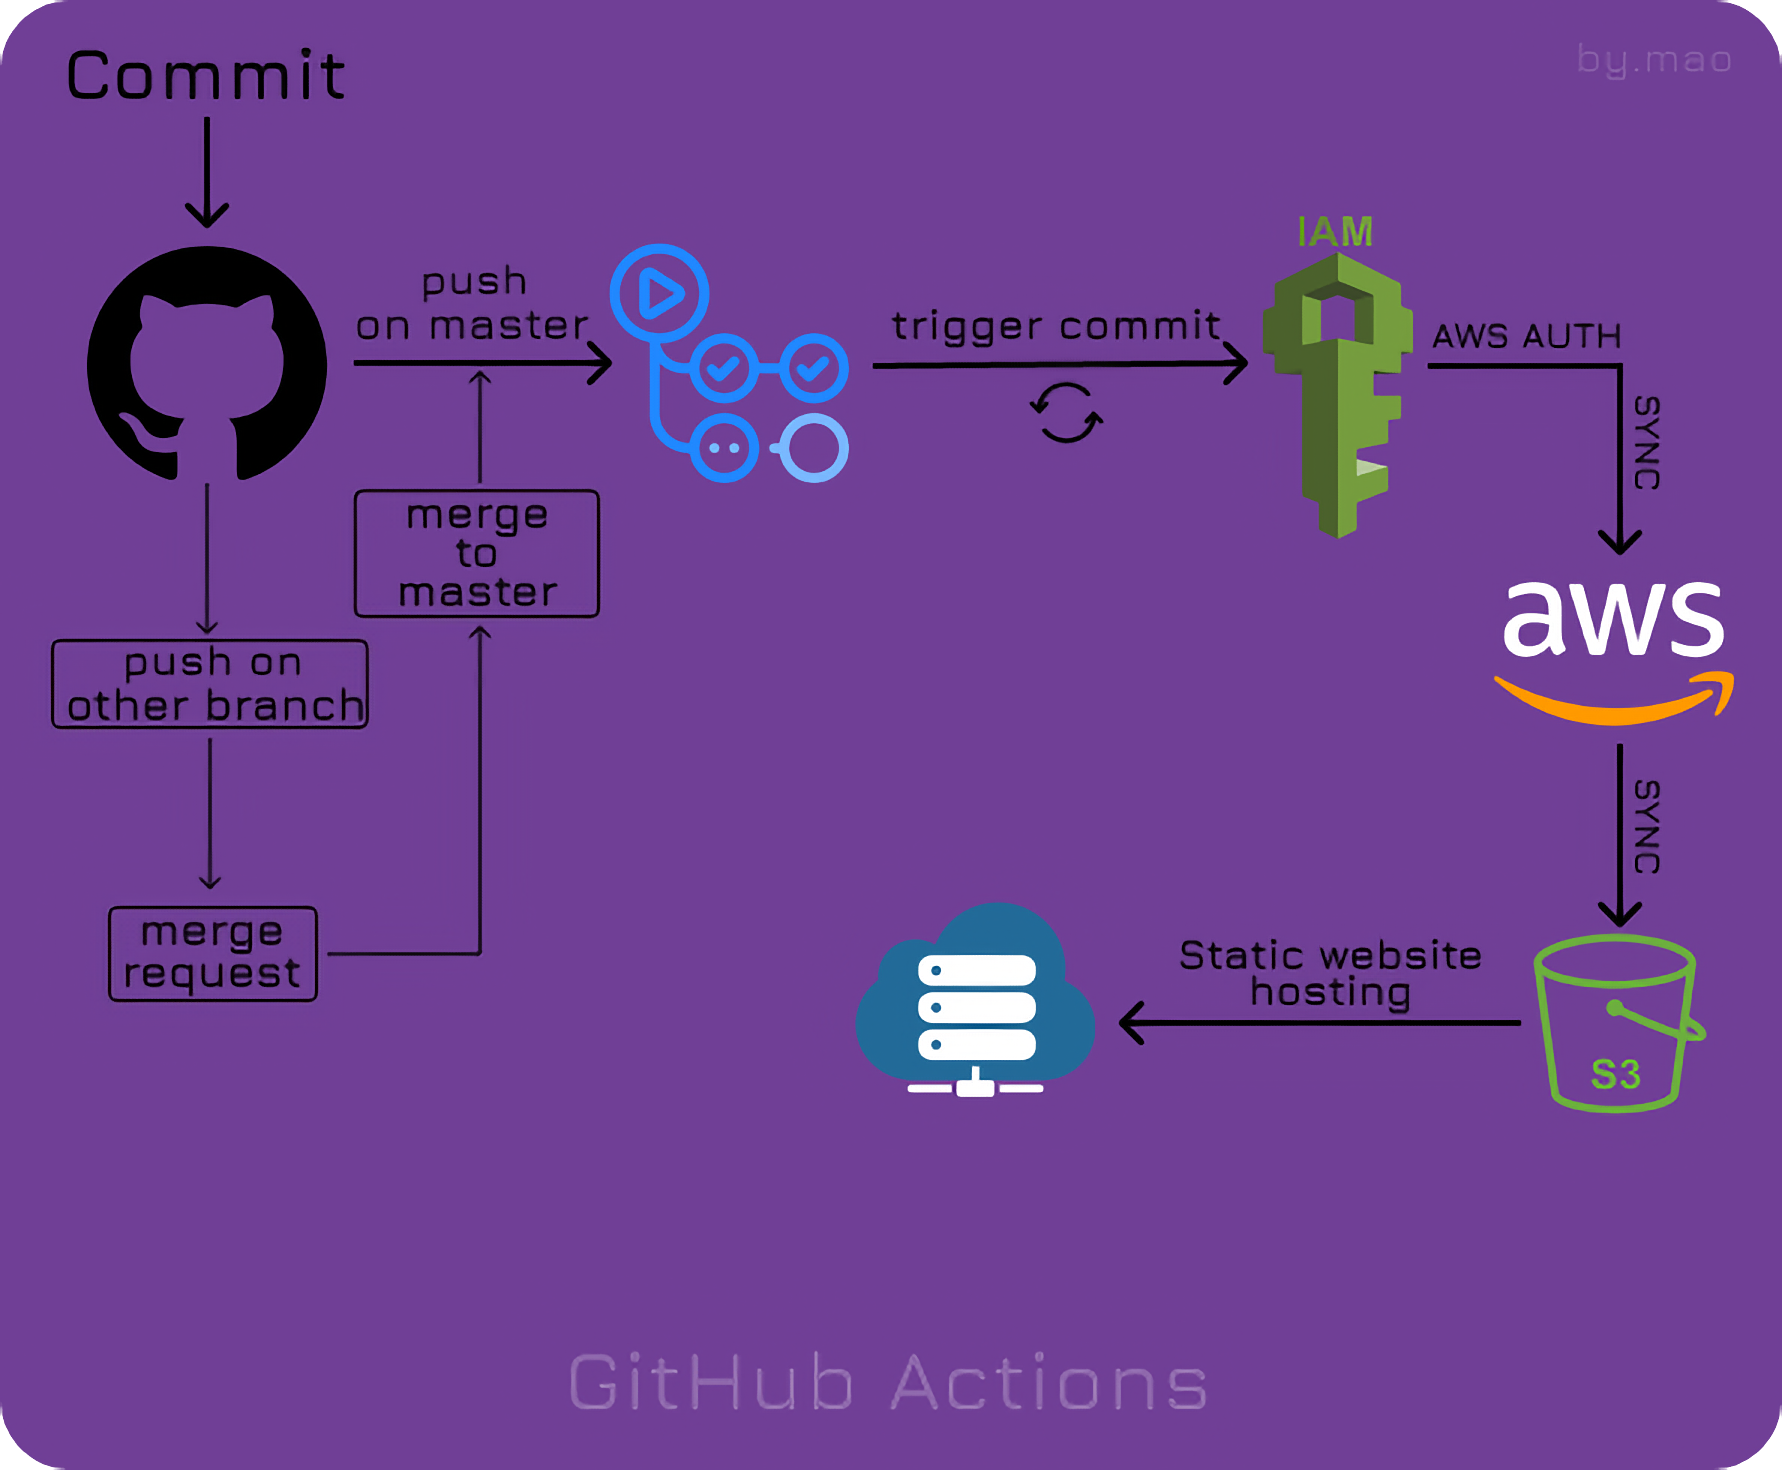 Commit
by.mao
push
on master
trigger commit
IAM
AWS AUTH
SYNC
merge
to
master
push on
other branch
aws
SYNC
merge
request
Static website
hosting
S3
GitHub Actions